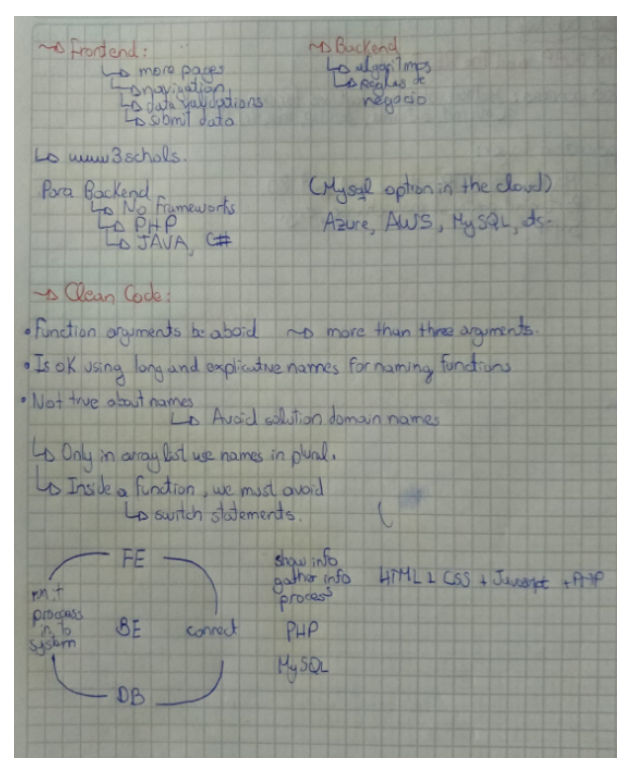 Frontend:
↳ more pages
↳ navigation
↳ data validations
↳ submit data
Backend
↳ algoritmos
↳ Reglas de
negocio
↳ www3schols.
Para Backend
↳ No Frameworks
↳ PHP
↳ JAVA, C#
(Mysql option in the cloud)
Azure, AWS, MySQL, ds.
Clean Code:
• Function arguments be aboid ~> more than three arguments.
• Is OK using long and explicative names for naming functions
• Not true about names
↳ Avoid solution domain names
↳ Only in array list use names in plural.
↳ Inside a function, we must avoid
↳ switch statements.
FE
process
in to
system
BE
connect
DB
show info
gather info
process
HTML + CSS + Javascript + PHP
PHP
MySQL